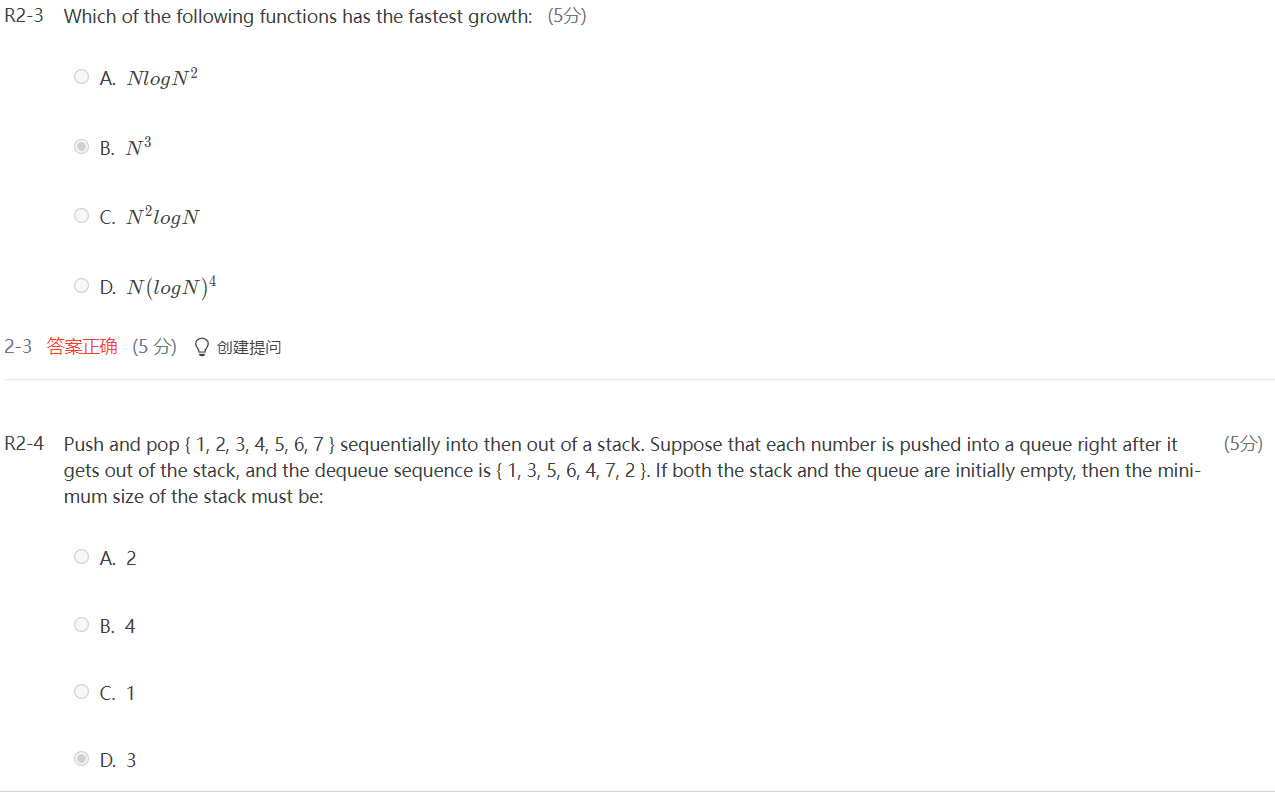 R2-3 Which of the following functions has the fastest growth: (5分)
A. NlogN²
B. N³
C. N²logN
D. N(logN)⁴
2-3 答案正确 (5 分) 创建提问
R2-4 Push and pop { 1, 2, 3, 4, 5, 6, 7 } sequentially into then out of a stack. Suppose that each number is pushed into a queue right after it (5分)
gets out of the stack, and the dequeue sequence is { 1, 3, 5, 6, 4, 7, 2 }. If both the stack and the queue are initially empty, then the mini-
mum size of the stack must be:
A. 2
B. 4
C. 1
D. 3